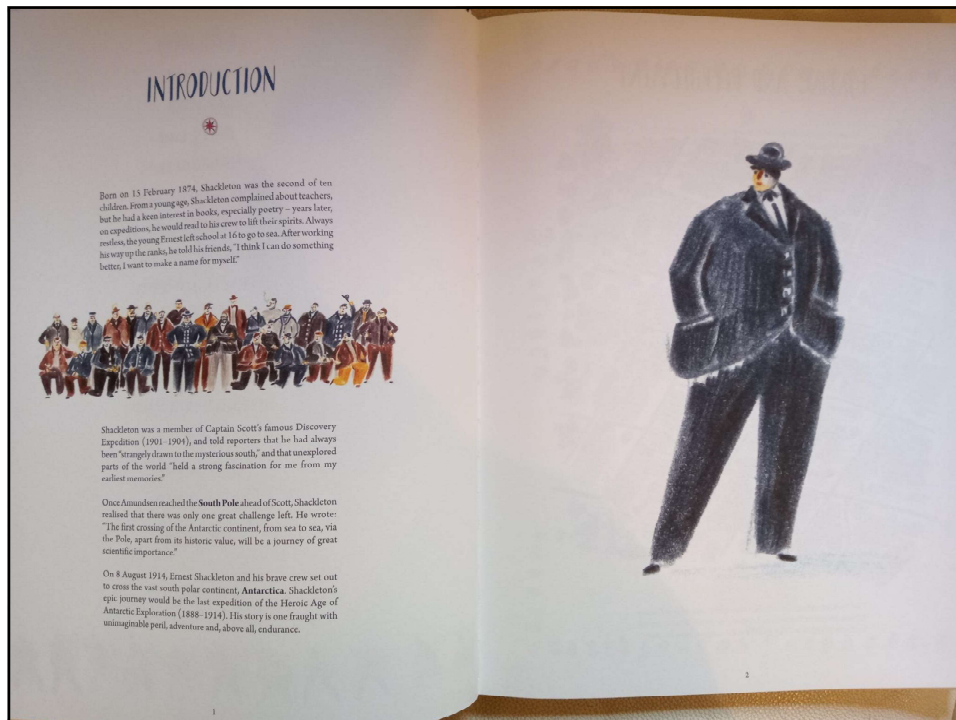 INTRODUCTION
Born on 15 February 1874, Shackleton was the second of ten
children. From a young age, Shackleton complained about teachers,
but he had a keen interest in books, especially poetry – years later,
on expeditions, he would read to his crew to lift their spirits. Always
restless, the young Ernest left school at 16 to go to sea. After working
his way up the ranks, he told his friends, "I think I can do something
better, I want to make a name for myself."
Shackleton was a member of Captain Scott's famous Discovery
Expedition (1901–1904), and told reporters that he had always
been "strangely drawn to the mysterious south," and that unexplored
parts of the world "held a strong fascination for me from my
earliest memories."
Once Amundsen reached the South Pole ahead of Scott, Shackleton
realised that there was only one great challenge left. He wrote:
"The first crossing of the Antarctic continent, from sea to sea, via
the Pole, apart from its historic value, will be a journey of great
scientific importance."
On 8 August 1914, Ernest Shackleton and his brave crew set out
to cross the vast south polar continent, Antarctica. Shackleton's
epic journey would be the last expedition of the Heroic Age of
Antarctic Exploration (1888–1914). His story is one fraught with
unimaginable peril, adventure and, above all, endurance.
1
2